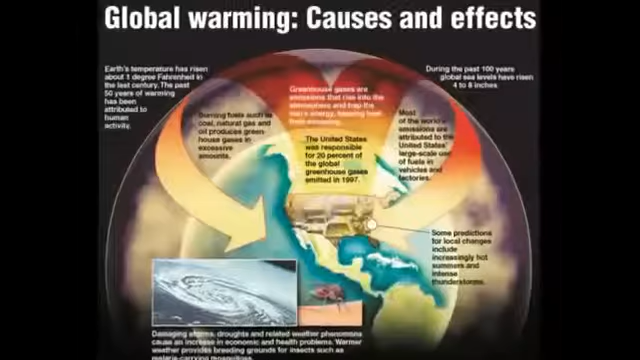 Global warming: Causes and effects
Earth's temperature has risen
about 1 degree Fahrenheit in
the last century. The past
50 years of warming
has been
attributed to
human
activity.
Burning fuels such as
coal, natural gas and
oil produces green-
house gases in
excessive
amounts.
Greenhouse gases are
emissions that rise into the
atmosphere and trap the
sun's energy, keeping heat
from escaping.
The United States
was responsible
for 20 percent of
the global
greenhouse gases
emitted in 1997.
Most
of the world's
emissions are
attributed to the
United States'
large-scale use
of fuels in
vehicles and
factories.
During the past 100 years
global sea levels have risen
4 to 8 inches.
Some predictions
for local changes
include
increasingly hot
summers and
intense
thunderstorms.
Damaging storms, droughts and related weather phenomena
cause an increase in economic and health problems. Warmer
weather provides breeding grounds for insects such as
malaria-carrying mosquitoes.